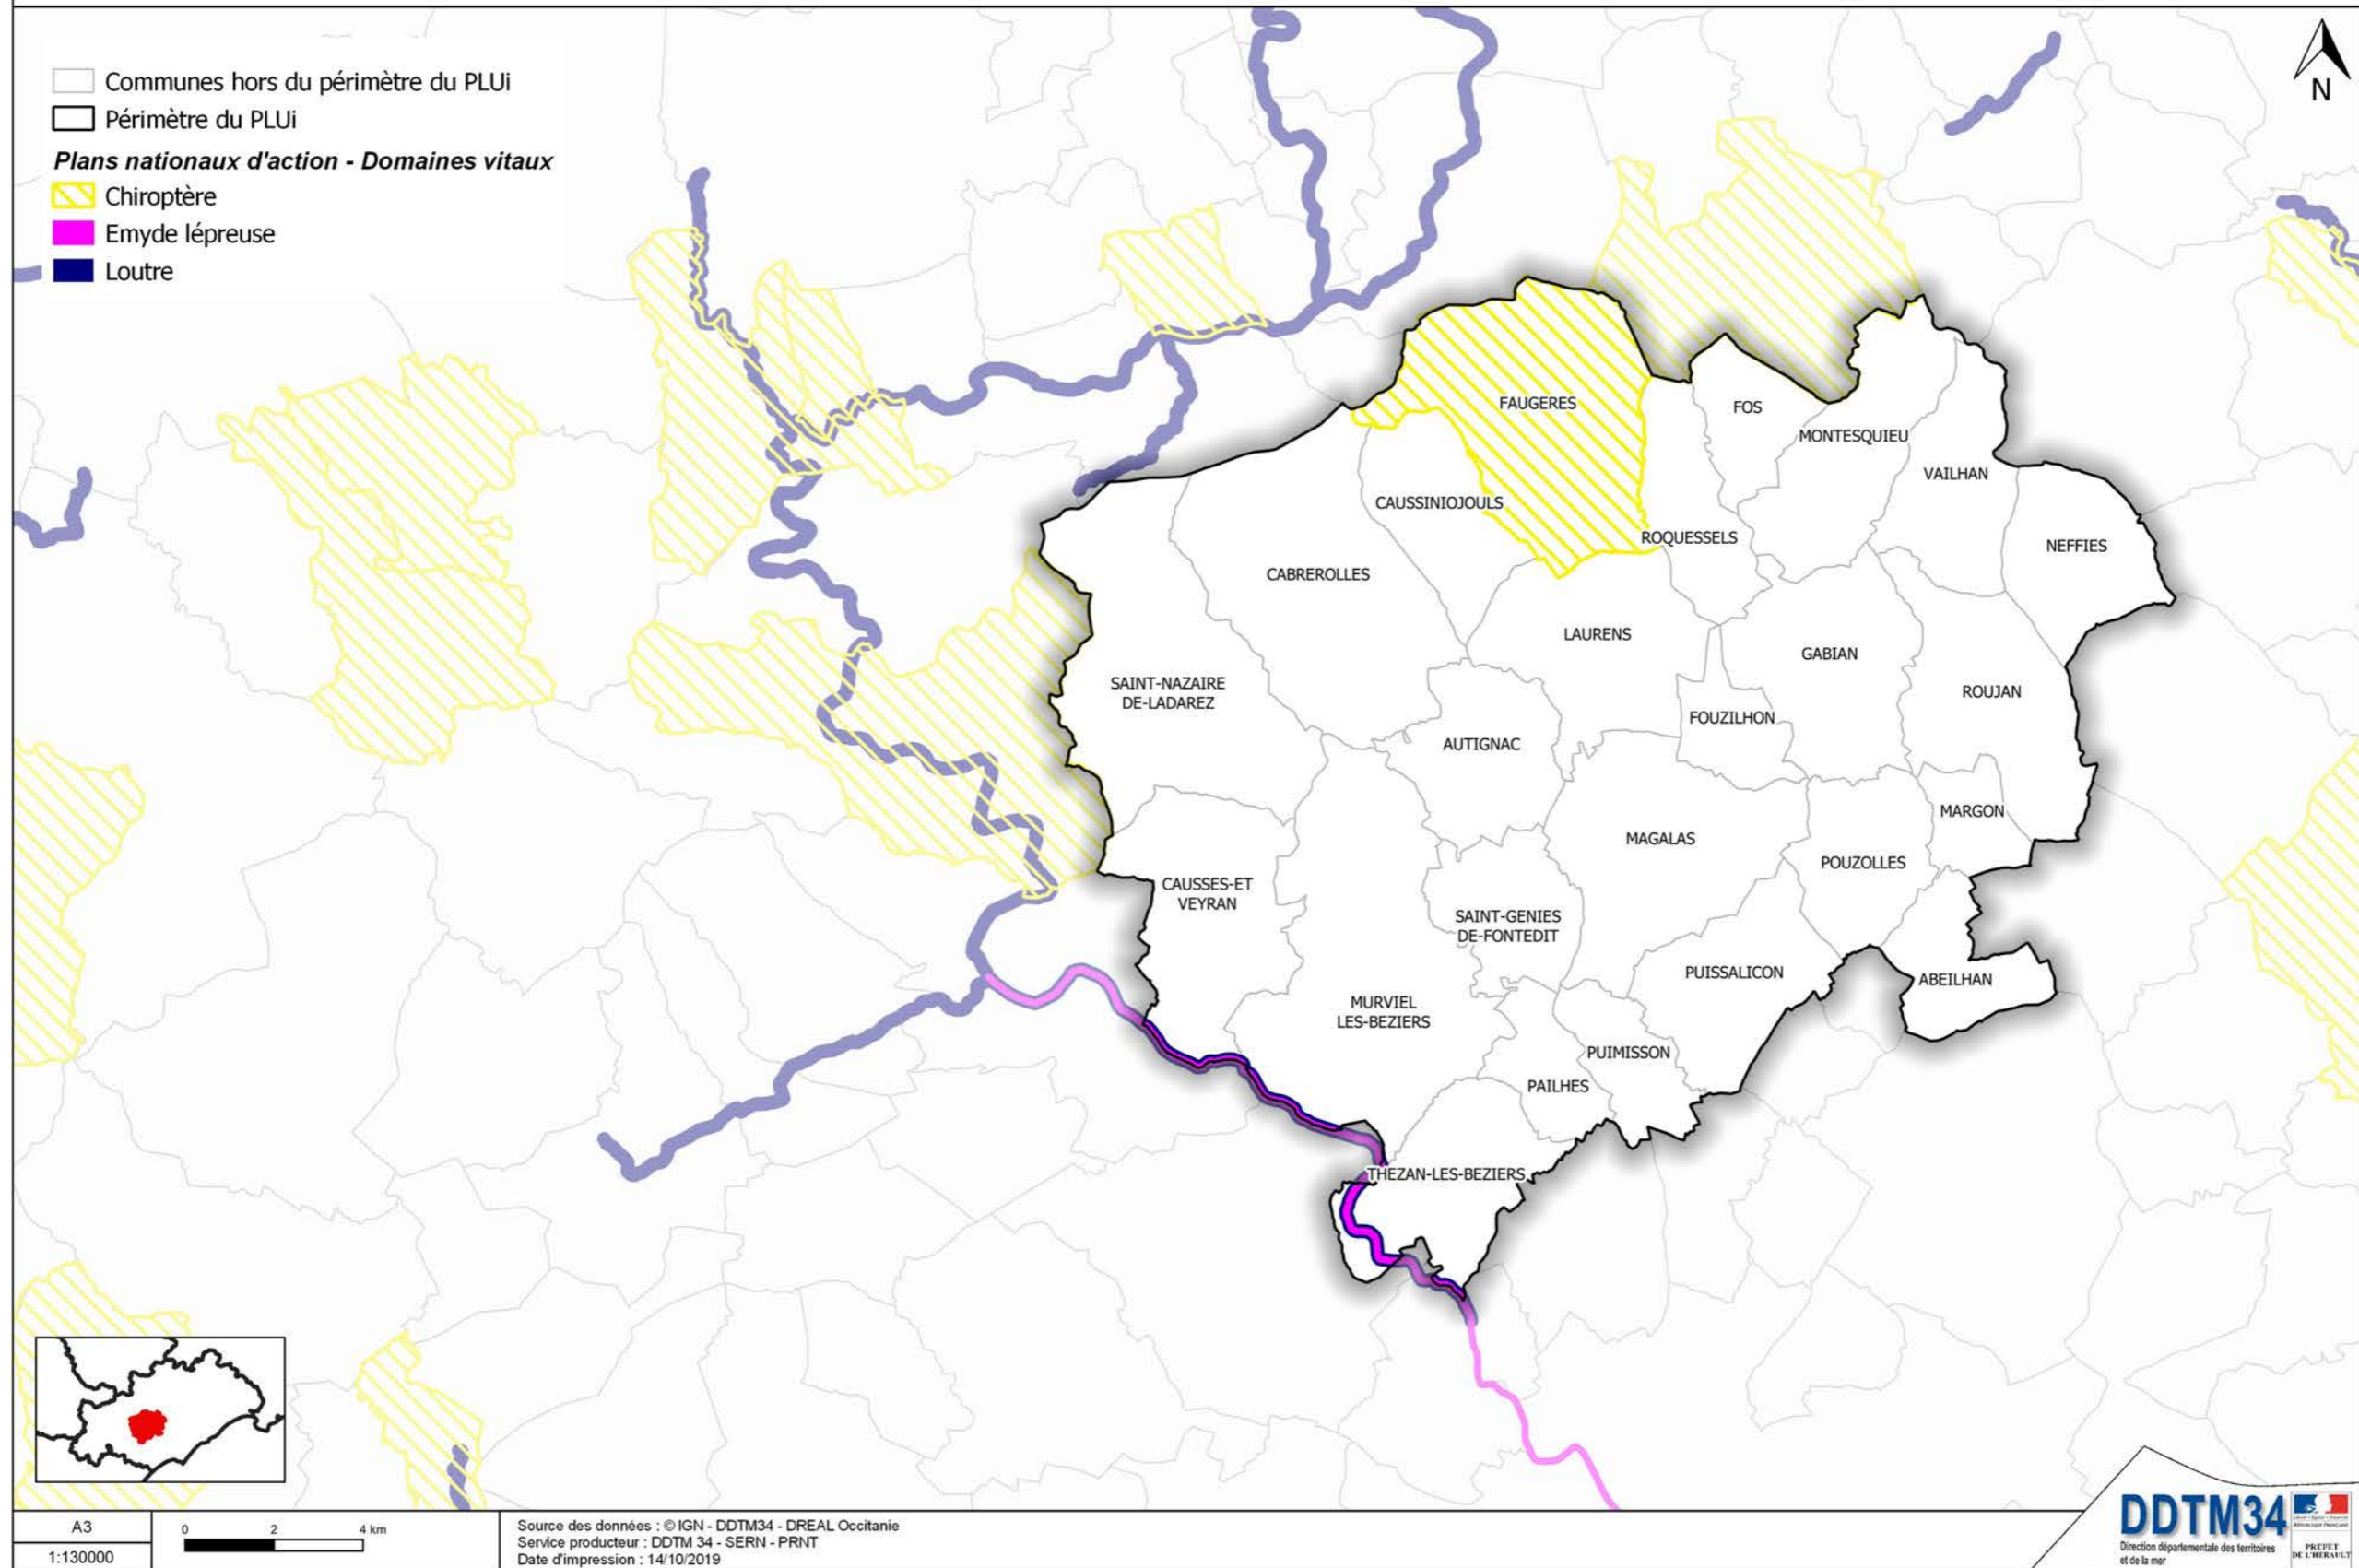 Communes hors du périmètre du PLUi
Périmètre du PLUi
Plans nationaux d'action - Domaines vitaux
Chiroptère
Emyde lépreuse
Loutre
N
FAUGERES
FOS
MONTESQUIEU
VAILHAN
CAUSSINIOJOULS
ROQUESSELS
NEFFIES
CABREROLLES
LAURENS
GABIAN
SAINT-NAZAIRE
DE-LADAREZ
ROUJAN
FOUZILHON
AUTIGNAC
MARGON
MAGALAS
POUZOLLES
CAUSSES-ET
VEYRAN
SAINT-GENIES
DE-FONTEDIT
PUISSALICON
ABEILHAN
MURVIEL
LES-BEZIERS
PUIMISSON
PAILHES
THEZAN-LES-BEZIERS
A3
1:130000
0 2 4 km
Source des données : © IGN - DDTM34 - DREAL Occitanie
Service producteur : DDTM 34 - SERN - PRNT
Date d'impression : 14/10/2019
DDTM34
Direction départementale des territoires
et de la mer
PREFET
DE L'HERAULT